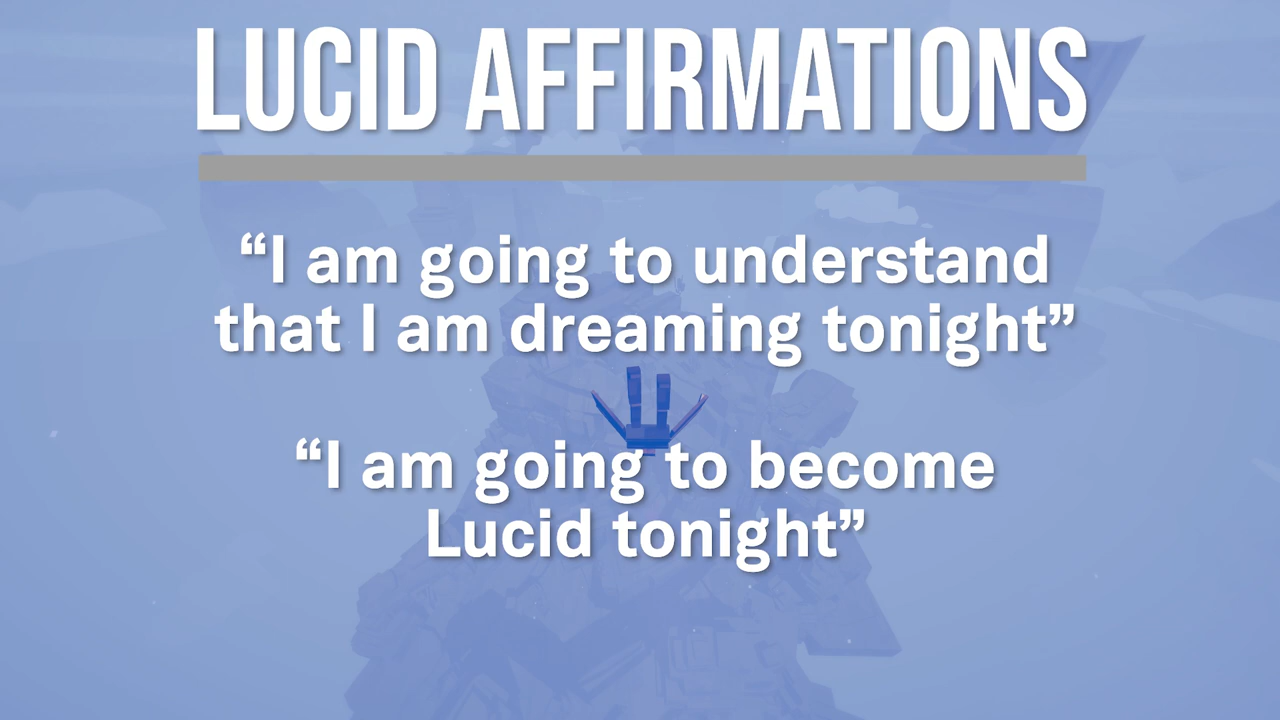 LUCID AFFIRMATIONS
“I am going to understand
that I am dreaming tonight”
“I am going to become
Lucid tonight”